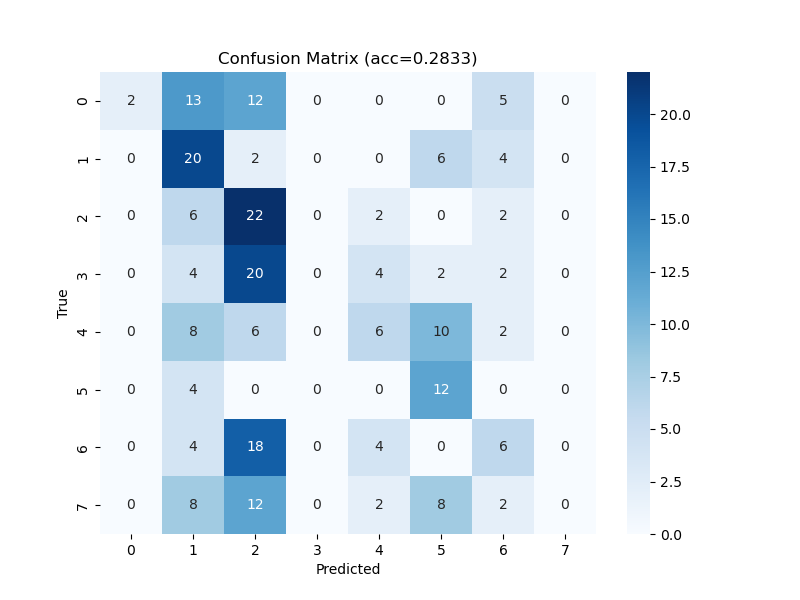 Confusion Matrix (acc=0.2833)
0 2 13 12 0 0 0 5 0
1 0 20 2 0 0 6 4 0
2 0 6 22 0 2 0 2 0
3 0 4 20 0 4 2 2 0
4 0 8 6 0 6 10 2 0
5 0 4 0 0 0 12 0 0
6 0 4 18 0 4 0 6 0
7 0 8 12 0 2 8 2 0
0 1 2 3 4 5 6 7
True
Predicted
20.0
17.5
15.0
12.5
10.0
7.5
5.0
2.5
0.0